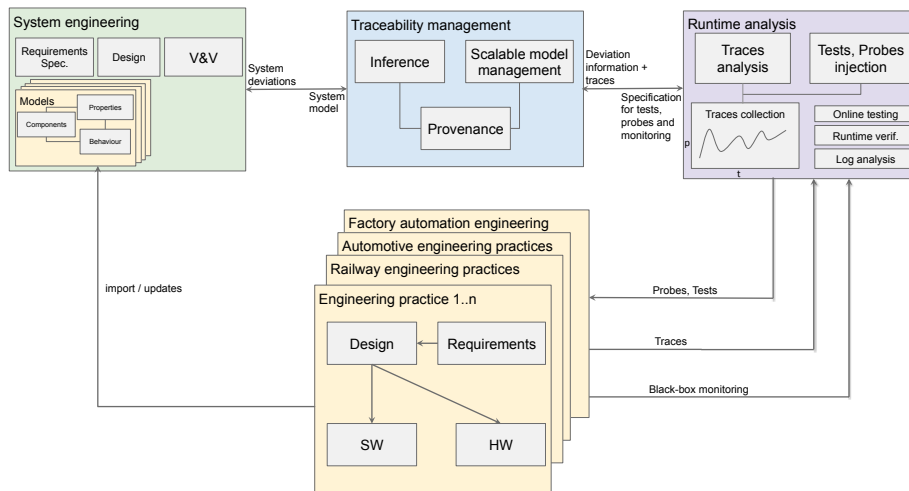 System engineering
Requirements
Spec.
Design
V&V
Models
Properties
Components
Behaviour
System
deviations
System
model
Traceability management
Inference
Scalable model
management
Provenance
Deviation
information +
traces
Specification
for tests,
probes and
monitoring
Runtime analysis
Traces
analysis
Tests, Probes
injection
Traces collection
p
t
Online testing
Runtime verif.
Log analysis
import / updates
Factory automation engineering
Automotive engineering practices
Railway engineering practices
Engineering practice 1..n
Design
Requirements
SW
HW
Probes, Tests
Traces
Black-box monitoring